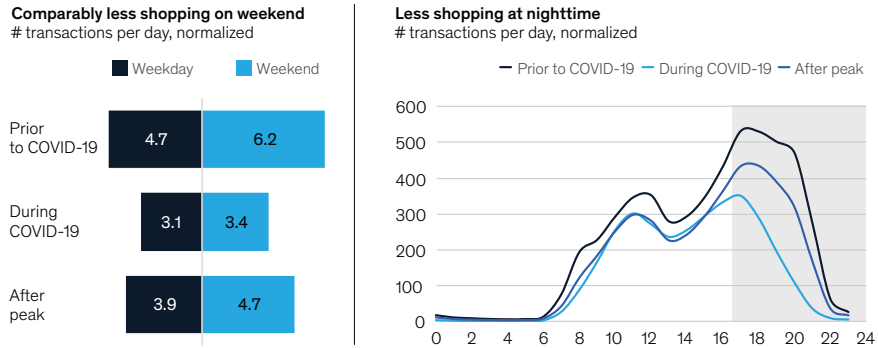 Comparably less shopping on weekend
# transactions per day, normalized
Weekday Weekend
Prior
to COVID-19
4.7 6.2
During
COVID-19
3.1 3.4
After
peak
3.9 4.7
Less shopping at nighttime
# transactions per day, normalized
Prior to COVID-19 During COVID-19 After peak
600
500
400
300
200
100
0
0 2 4 6 8 10 12 14 16 18 20 22 24